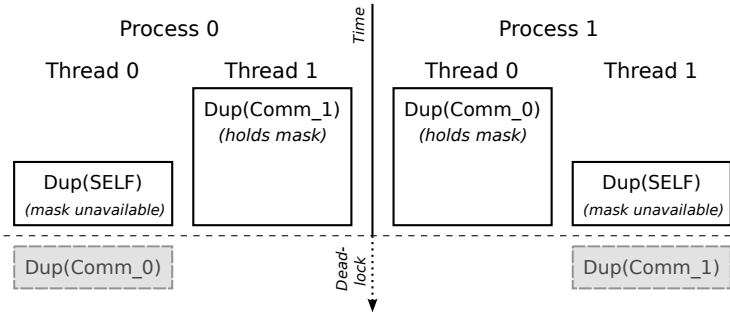 Process 0
Time
Process 1
Thread 0
Thread 1
Thread 0
Thread 1
Dup(Comm_1)
(holds mask)
Dup(Comm_0)
(holds mask)
Dup(SELF)
(mask unavailable)
Dup(SELF)
(mask unavailable)
Dup(Comm_0)
Dead-
lock
Dup(Comm_1)